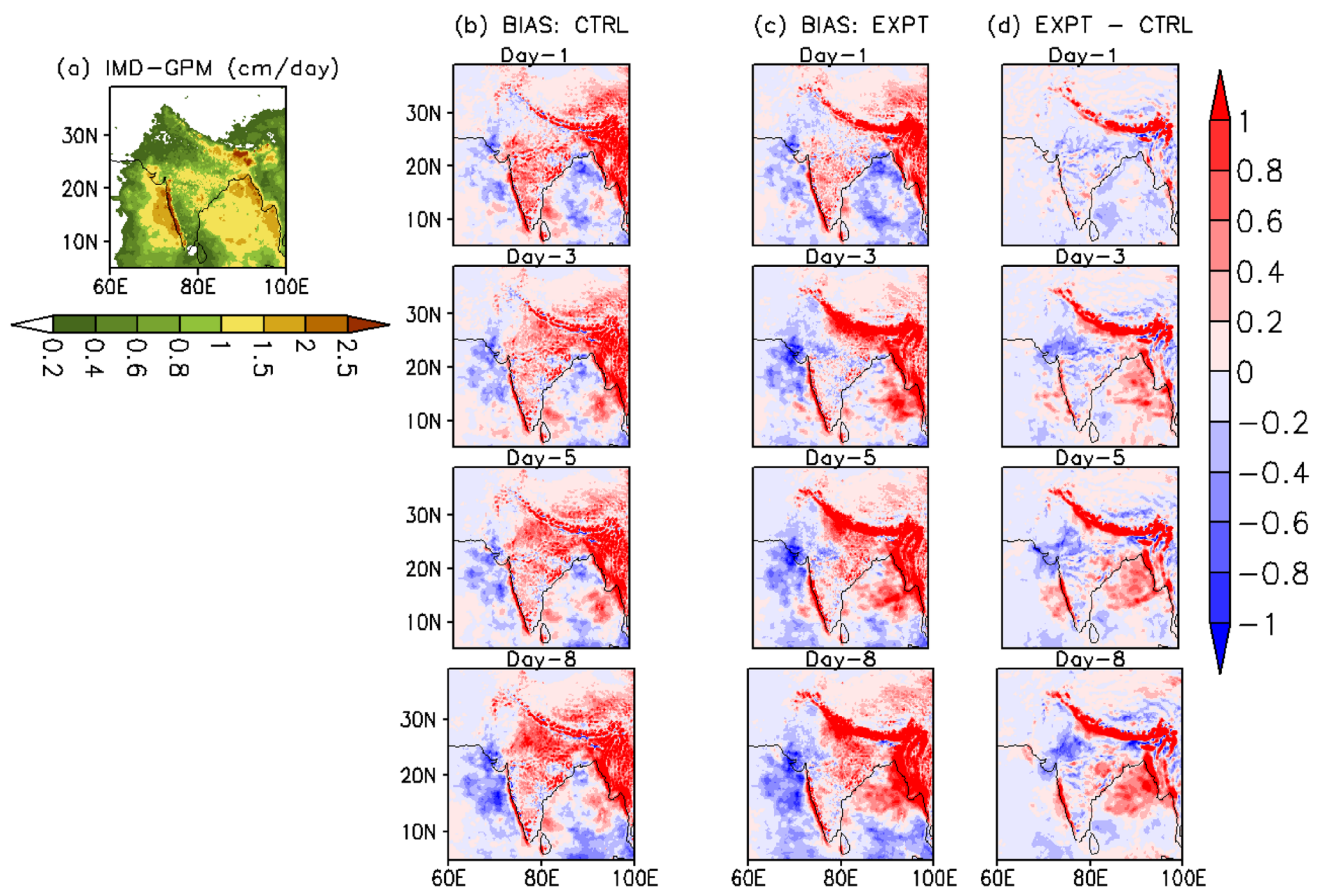 (b) BIAS: CTRL
(c) BIAS: EXPT
(d) EXPT − CTRL
Day−1
Day−1
Day−1
(a) IMD−GPM (cm/day)
30N
20N
10N
60E
80E
100E
0.2
0.4
0.6
0.8
1
1.5
2
2.5
30N
20N
10N
1
0.8
0.6
0.4
0.2
0
−0.2
−0.4
−0.6
−0.8
−1
Day−3
Day−3
Day−3
30N
20N
10N
Day−5
Day−5
Day−5
30N
20N
10N
Day−8
Day−8
Day−8
30N
20N
10N
60E
80E
100E
60E
80E
100E
60E
80E
100E